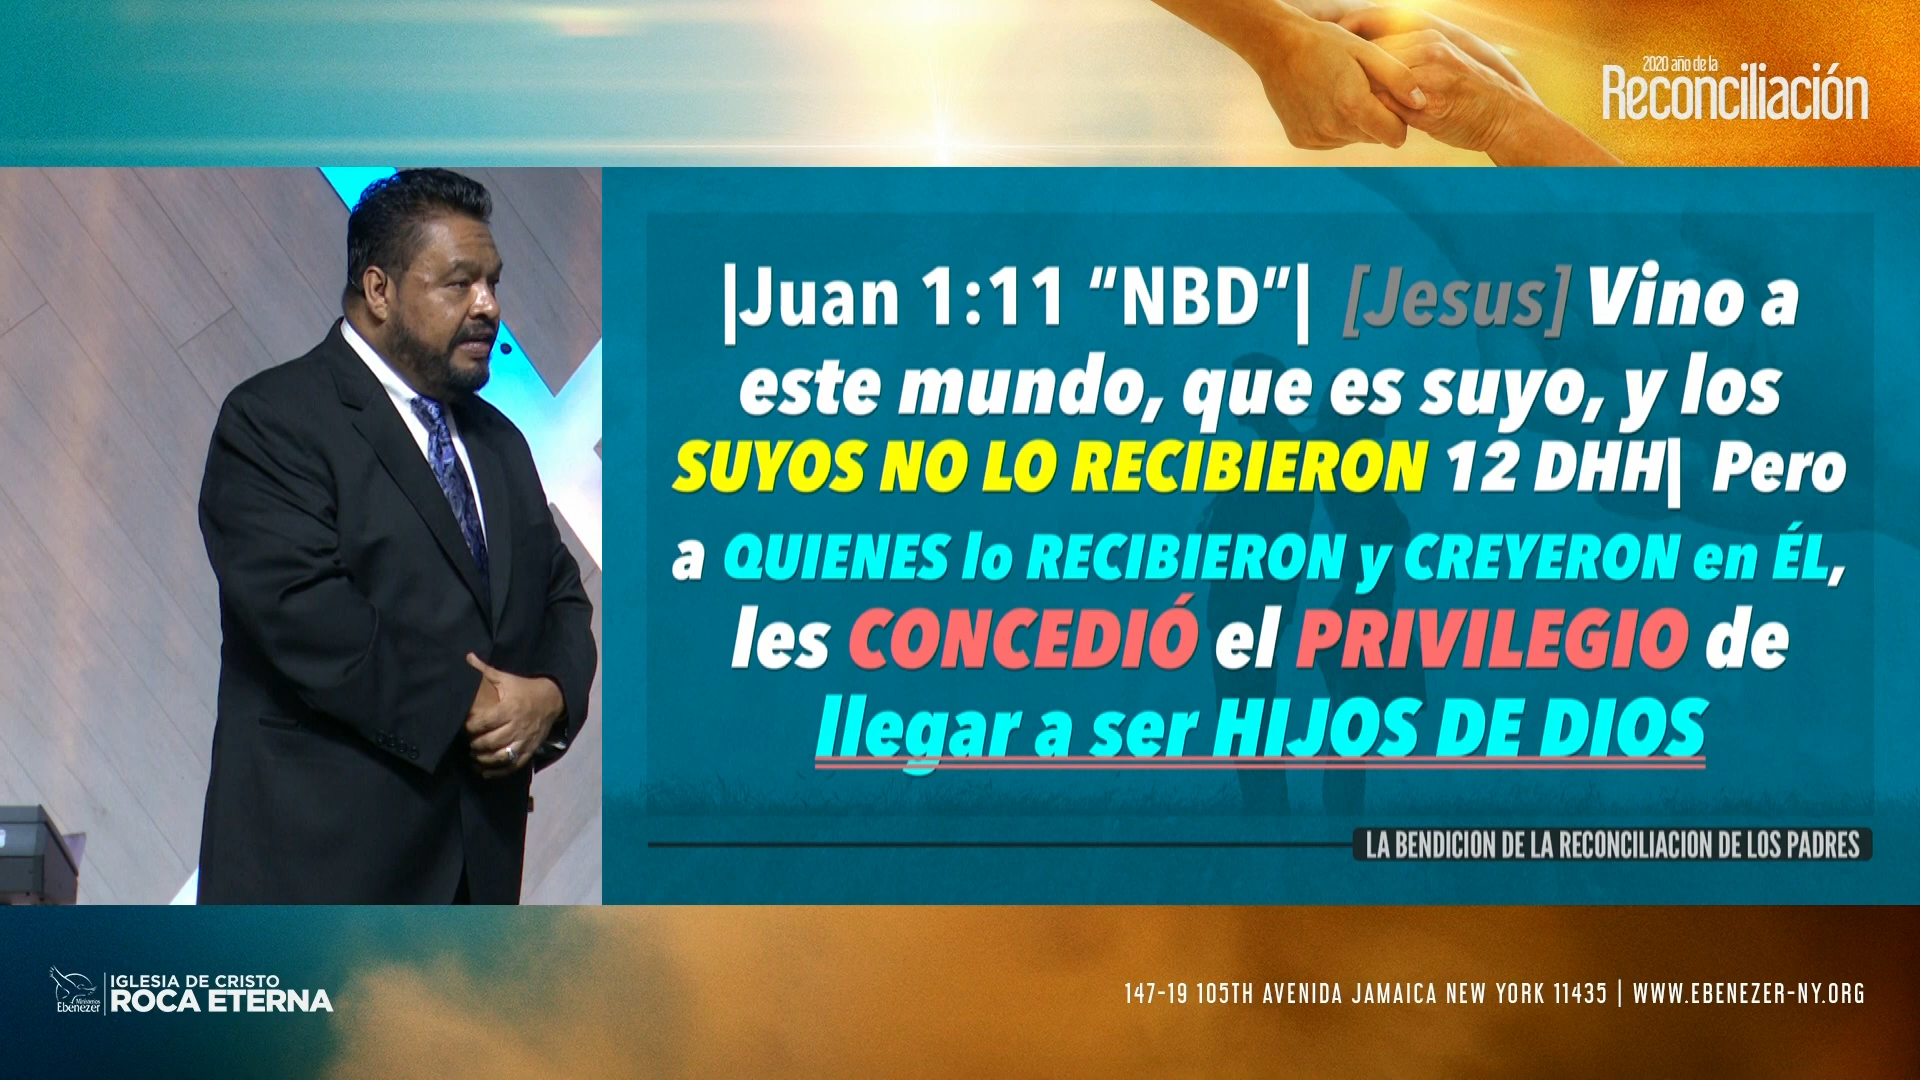 2020 año de la
Reconciliación
|Juan 1:11 “NBD”| [Jesus] Vino a
este mundo, que es suyo, y los
SUYOS NO LO RECIBIERON 12 DHH| Pero
a QUIENES lo RECIBIERON y CREYERON en ÉL,
les CONCEDIÓ el PRIVILEGIO de
llegar a ser HIJOS DE DIOS
LA BENDICION DE LA RECONCILIACION DE LOS PADRES
Ministerios
Ebenezer
IGLESIA DE CRISTO
ROCA ETERNA
147-19 105TH AVENIDA JAMAICA NEW YORK 11435 | WWW.EBENEZER-NY.ORG